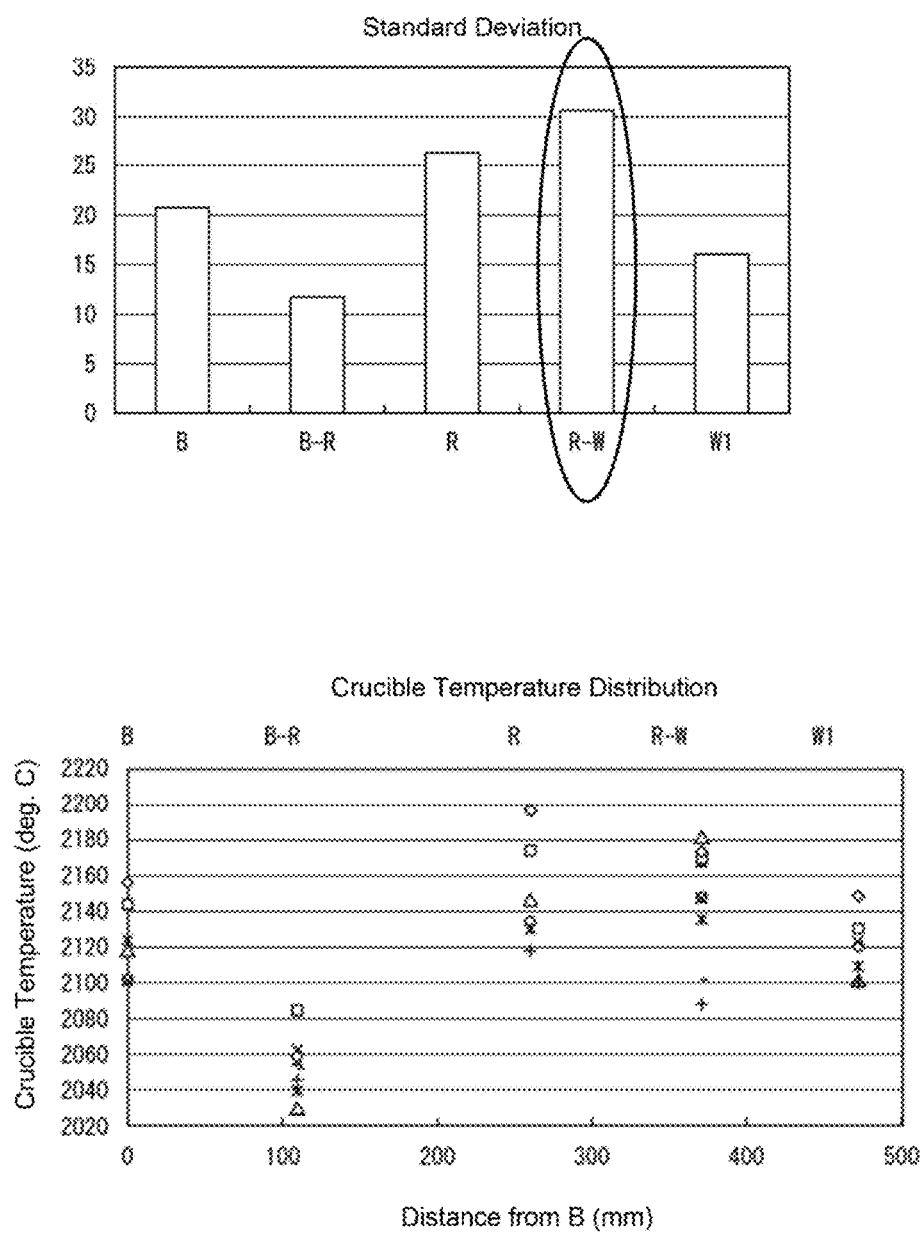 Standard Deviation
35
30
25
20
15
10
5
0
B B-R R R-W W1
Crucible Temperature Distribution
B B-R R R-W W1
Crucible Temperature (deg. C)
2220
2200
2180
2160
2140
2120
2100
2080
2060
2040
2020
0 100 200 300 400 500
Distance from B (mm)